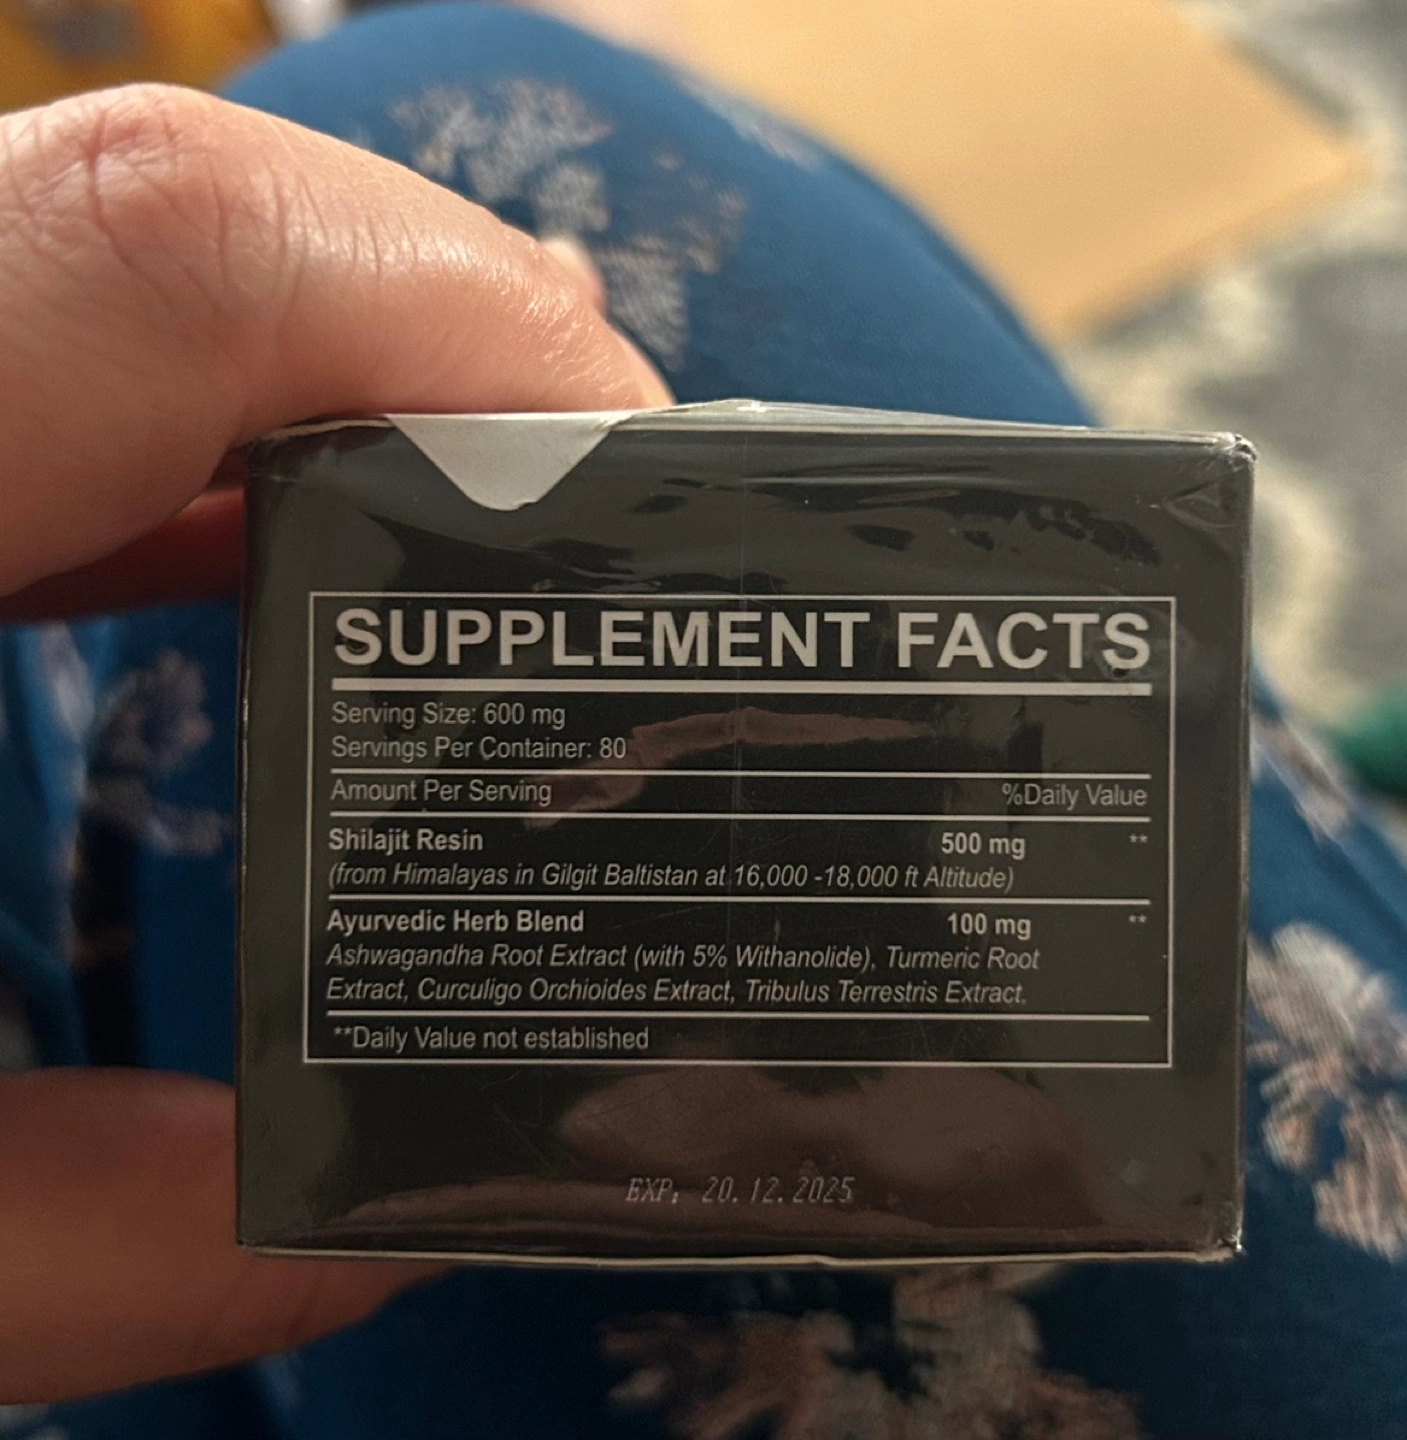 SUPPLEMENT FACTS
Serving Size: 600 mg
Servings Per Container: 80
Amount Per Serving %Daily Value
Shilajit Resin 500 mg **
(from Himalayas in Gilgit Baltistan at 16,000 -18,000 ft Altitude)
Ayurvedic Herb Blend 100 mg **
Ashwagandha Root Extract (with 5% Withanolide), Turmeric Root
Extract, Curculigo Orchioides Extract, Tribulus Terrestris Extract.
**Daily Value not established
EXP: 20.12.2025